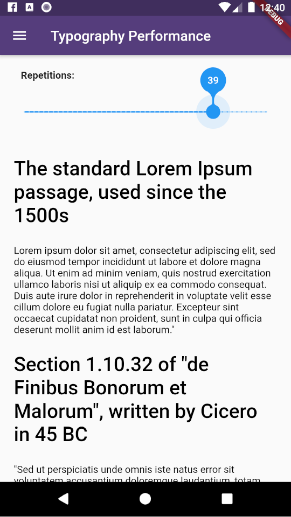 12:40
DEBUG
Typography Performance
Repetitions:
39
The standard Lorem Ipsum
passage, used since the
1500s
Lorem ipsum dolor sit amet, consectetur adipiscing elit, sed
do eiusmod tempor incididunt ut labore et dolore magna
aliqua. Ut enim ad minim veniam, quis nostrud exercitation
ullamco laboris nisi ut aliquip ex ea commodo consequat.
Duis aute irure dolor in reprehenderit in voluptate velit esse
cillum dolore eu fugiat nulla pariatur. Excepteur sint
occaecat cupidatat non proident, sunt in culpa qui officia
deserunt mollit anim id est laborum."
Section 1.10.32 of "de
Finibus Bonorum et
Malorum", written by Cicero
in 45 BC
"Sed ut perspiciatis unde omnis iste natus error sit
voluptatem accusantium doloremque laudantium, totam